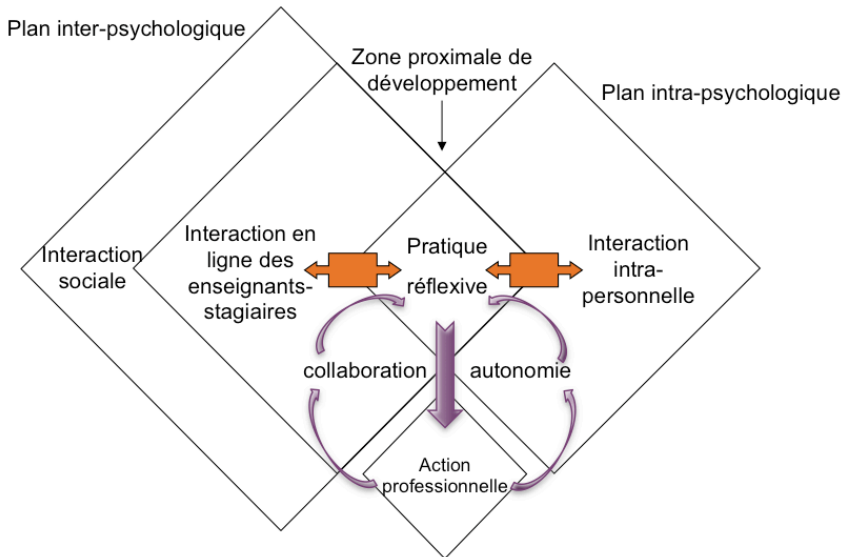 Plan inter-psychologique
Zone proximale de
développement
Plan intra-psychologique
Interaction
sociale
Interaction en
ligne des
enseignants-
stagiaires
Pratique
réflexive
Interaction
intra-
personnelle
collaboration
autonomie
Action
professionnelle